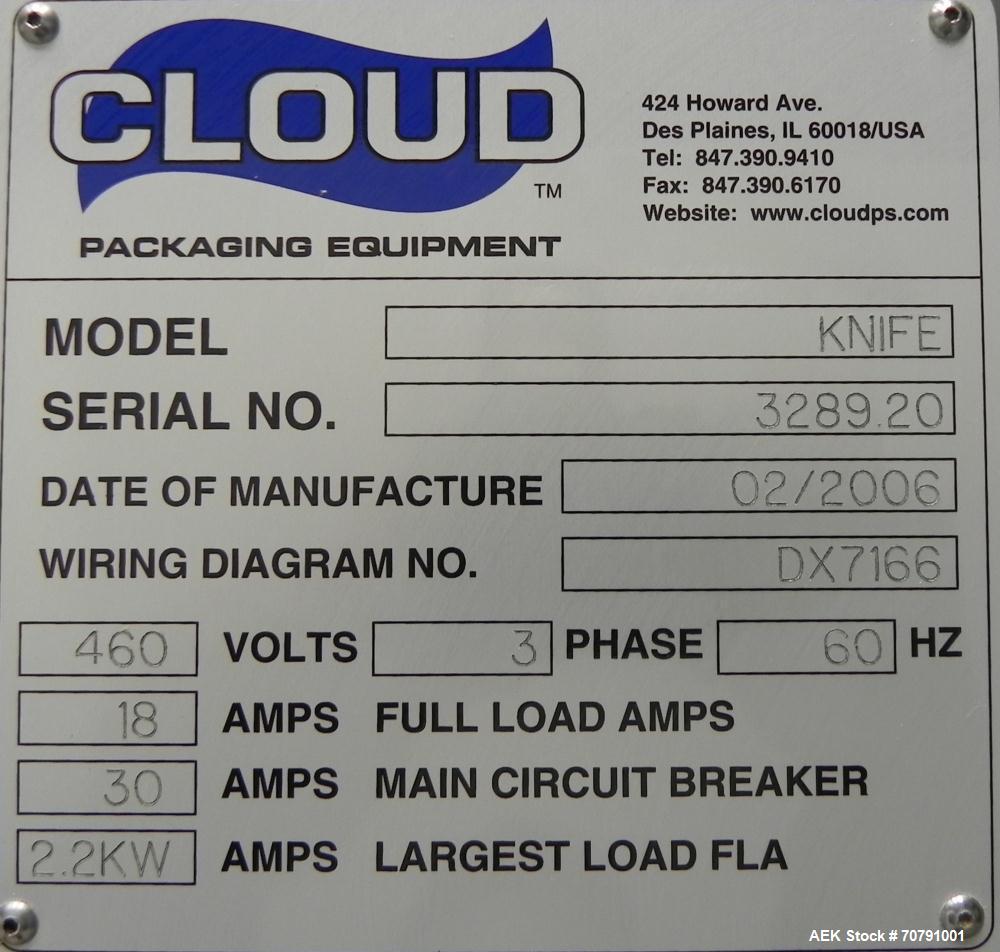 CLOUD
TM
PACKAGING EQUIPMENT
424 Howard Ave.
Des Plaines, IL 60018/USA
Tel: 847.390.9410
Fax: 847.390.6170
Website: www.cloudps.com
MODEL KNIFE
SERIAL NO. 3289.20
DATE OF MANUFACTURE 02/2006
WIRING DIAGRAM NO. DX7166
460 VOLTS 3 PHASE 60 HZ
18 AMPS FULL LOAD AMPS
30 AMPS MAIN CIRCUIT BREAKER
2.2KW AMPS LARGEST LOAD FLA
AEK Stock # 70791001